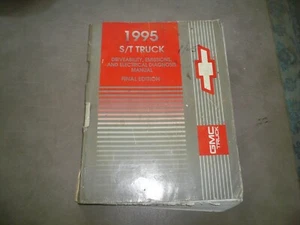 1995
S/T TRUCK
DRIVEABILITY, EMISSIONS,
AND ELECTRICAL DIAGNOSIS
MANUAL
FINAL EDITION
GMC
TRUCK